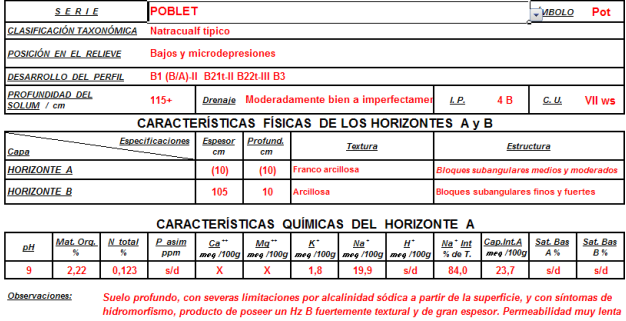 SERIE POBLET MBOLO Pot
CLASIFICACIÓN TAXONÓMICA Natracualf típico
POSICIÓN EN EL RELIEVE Bajos y microdepresiones
DESARROLLO DEL PERFIL B1 (B/A)-II B21t-II B22t-III B3
PROFUNDIDAD DEL SOLUM / cm 115+ Drenaje Moderadamente bien a imperfectamer I.P. 4 B C. U. VII ws
CARACTERÍSTICAS FÍSICAS DE LOS HORIZONTES A y B
Especificaciones Espesor cm Profund. cm Textura Estructura
Capa
HORIZONTE A (10) (10) Franco arcillosa Bloques subangulares medios y moderados
HORIZONTE B 105 10 Arcillosa Bloques subangulares finos y fuertes
CARACTERÍSTICAS QUÍMICAS DEL HORIZONTE A
pH Mat. Orq. % N total % P asim ppm Ca++ meq /100g Mg++ meq /100g K+ meq /100g Na+ meq /100g H+ meq /100g Na+ Int % de T. Cap.Int.A meq /100g Sat. Bas A % Sat. Bas B %
9 2,22 0,123 s/d X X 1,8 19,9 s/d 84,0 23,7 s/d s/d
Observaciones: Suelo profundo, con severas limitaciones por alcalinidad sódica a partir de la superficie, y con síntomas de
hidromorfismo, producto de poseer un Hz B fuertemente textural y de gran espesor. Permeabilidad muy lenta